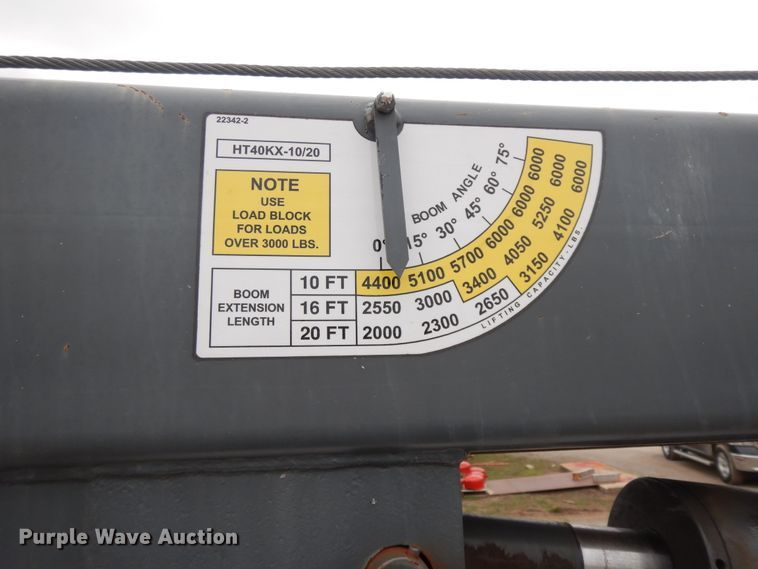 22342-2
HT40KX-10/20
NOTE
USE
LOAD BLOCK
FOR LOADS
OVER 3000 LBS.
BOOM ANGLE
0° 15° 30° 45° 60° 75°
BOOM
EXTENSION
LENGTH
10 FT 4400 5100 5700 6000 6000 6000
16 FT 2550 3000 3400 4050 5250 6000
20 FT 2000 2300 2650 3150 4100 6000
LIFTING CAPACITY-LBS.
Purple Wave Auction